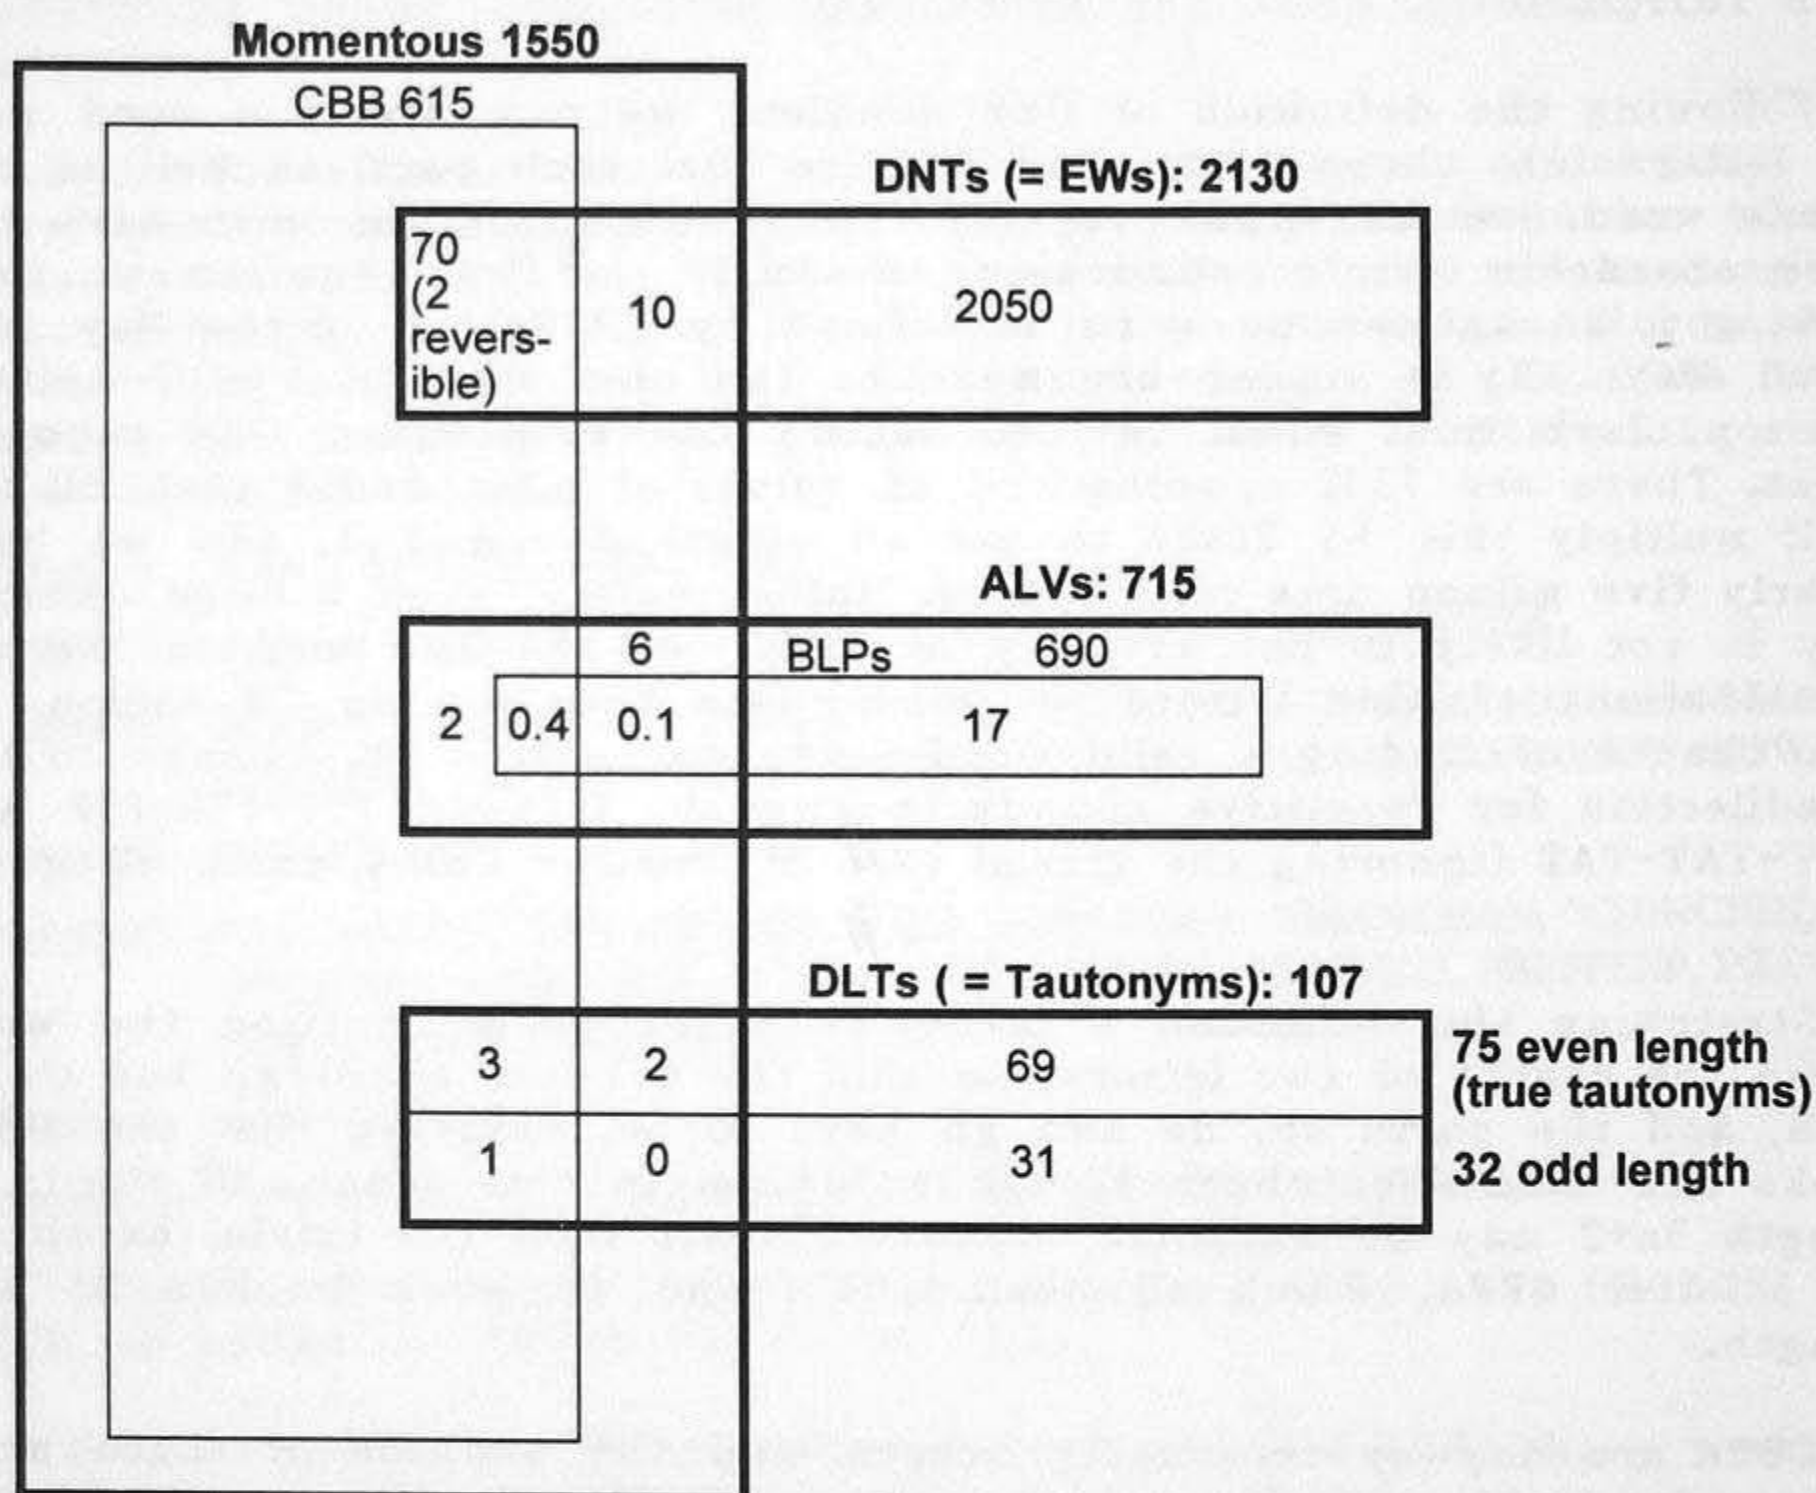 Momentous 1550
CBB 615
DNTs (= EWs): 2130
70
(2
revers-
ible)
10
2050
ALVs: 715
6
BLPs
690
2
0.4
0.1
17
DLTs ( = Tautonyms): 107
3
2
69
75 even length
(true tautonyms)
1
0
31
32 odd length